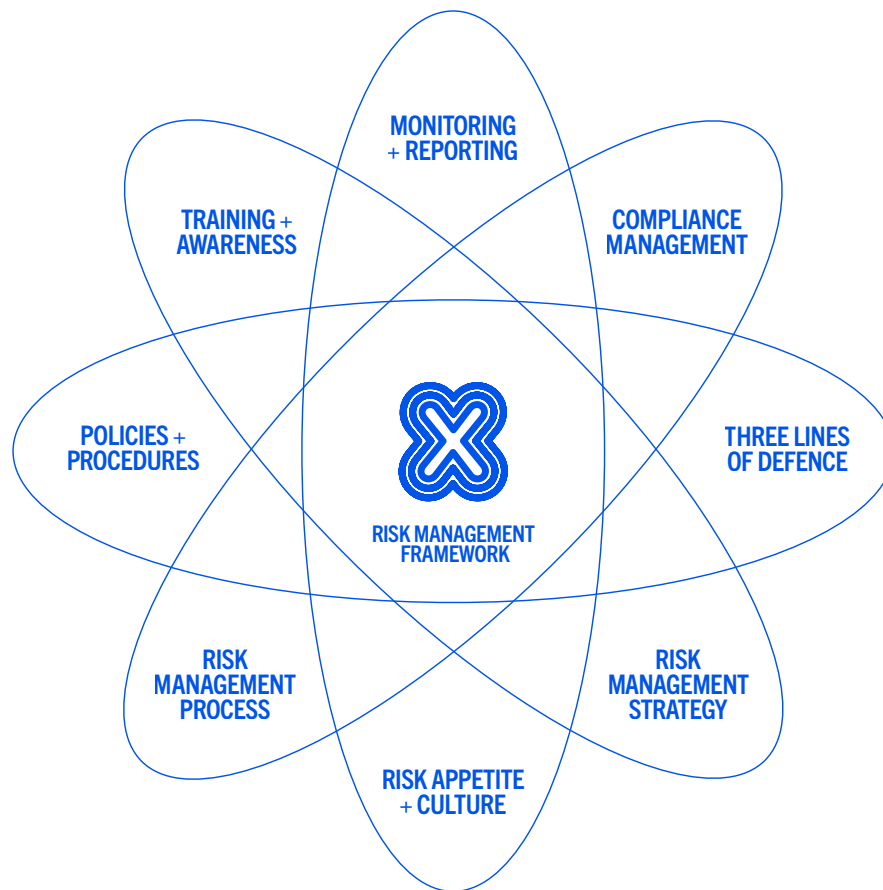 MONITORING
+ REPORTING
TRAINING +
AWARENESS
COMPLIANCE
MANAGEMENT
POLICIES +
PROCEDURES
THREE LINES
OF DEFENCE
RISK MANAGEMENT
FRAMEWORK
RISK
MANAGEMENT
PROCESS
RISK
MANAGEMENT
STRATEGY
RISK APPETITE
+ CULTURE